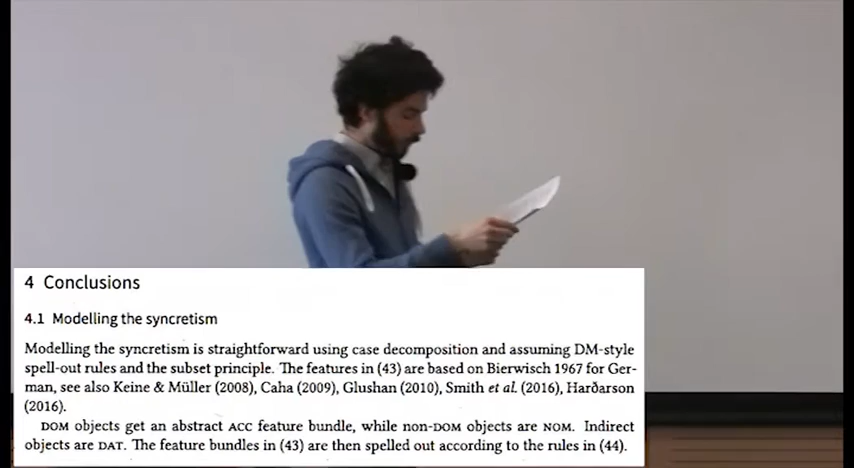 4 Conclusions
4.1 Modelling the syncretism
Modelling the syncretism is straightforward using case decomposition and assuming DM-style
spell-out rules and the subset principle. The features in (43) are based on Bierwisch 1967 for Ger-
man, see also Keine & Müller (2008), Caha (2009), Glushan (2010), Smith et al. (2016), Harðarson
(2016).
DOM objects get an abstract ACC feature bundle, while non-DOM objects are NOM. Indirect
objects are DAT. The feature bundles in (43) are then spelled out according to the rules in (44).